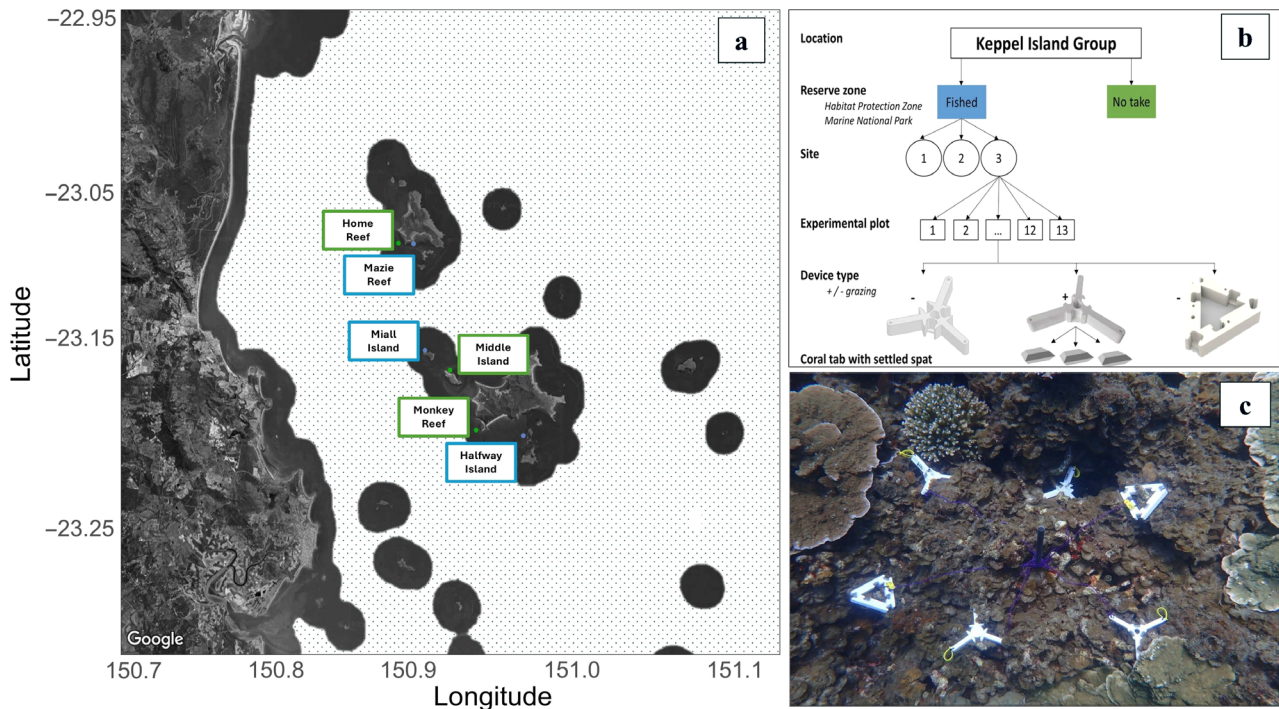 a
−22.95
−23.05
−23.15
−23.25
Latitude
Home
Reef
Mazie
Reef
Miall
Island
Middle
Island
Monkey
Reef
Halfway
Island
Google
150.7
150.8
150.9
151.0
151.1
Longitude
b
Location
Keppel Island Group
Reserve zone
Habitat Protection Zone
Marine National Park
Fished
No take
Site
1
2
3
Experimental plot
1
2
...
12
13
Device type
+ / - grazing
-
+
-
Coral tab with settled spat
c